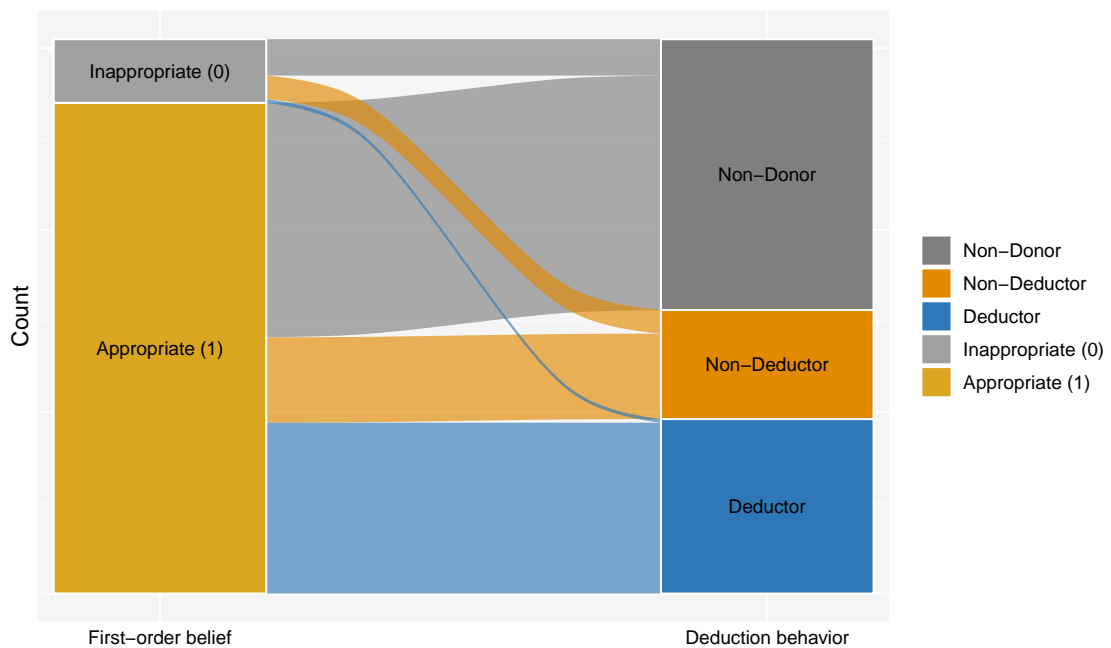 Count
Inappropriate (0)
Appropriate (1)
Non−Donor
Non−Deductor
Deductor
First−order belief
Deduction behavior
Non−Donor
Non−Deductor
Deductor
Inappropriate (0)
Appropriate (1)